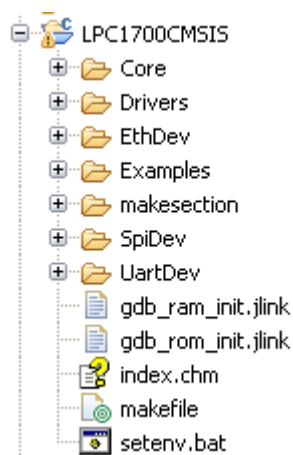 LPC1700CMSIS
Core
Drivers
EthDev
Examples
makesection
SpiDev
UartDev
gdb_ram_init.jlink
gdb_rom_init.jlink
index.chm
makefile
setenv.bat